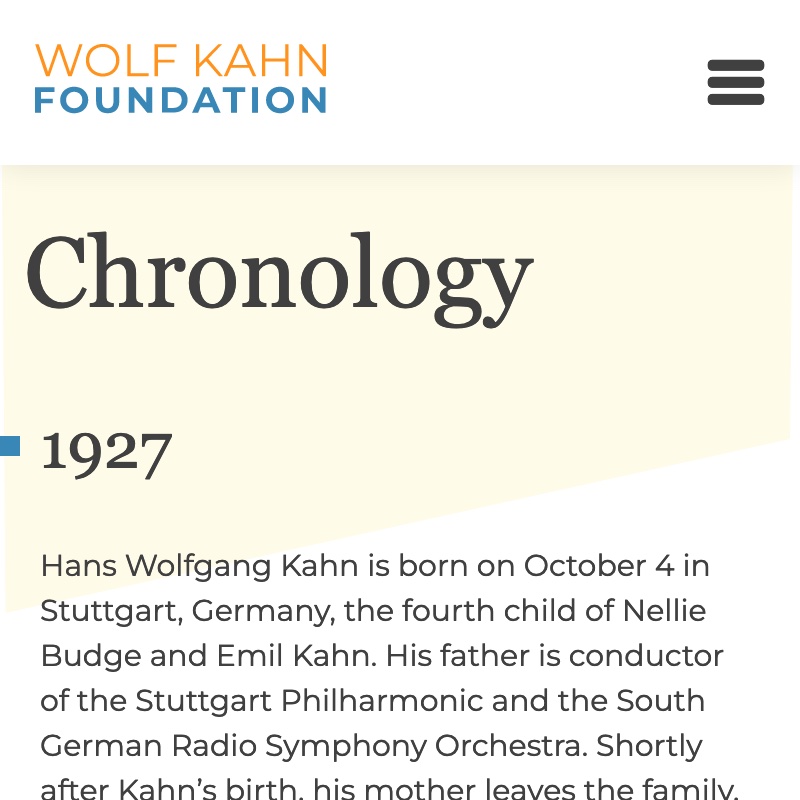 WOLF KAHN
FOUNDATION
Chronology
1927
Hans Wolfgang Kahn is born on October 4 in
Stuttgart, Germany, the fourth child of Nellie
Budge and Emil Kahn. His father is conductor
of the Stuttgart Philharmonic and the South
German Radio Symphony Orchestra. Shortly
after Kahn’s birth, his mother leaves the family.